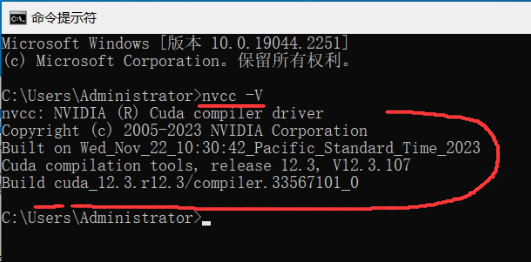 命令提示符
Microsoft Windows [版本 10.0.19044.2251]
(c) Microsoft Corporation。保留所有权利。
C:\Users\Administrator>nvcc -V
nvcc: NVIDIA (R) Cuda compiler driver
Copyright (c) 2005-2023 NVIDIA Corporation
Built on Wed_Nov_22_10:30:42_Pacific_Standard_Time_2023
Cuda compilation tools, release 12.3, V12.3.107
Build cuda_12.3.r12.3/compiler.33567101_0
C:\Users\Administrator>